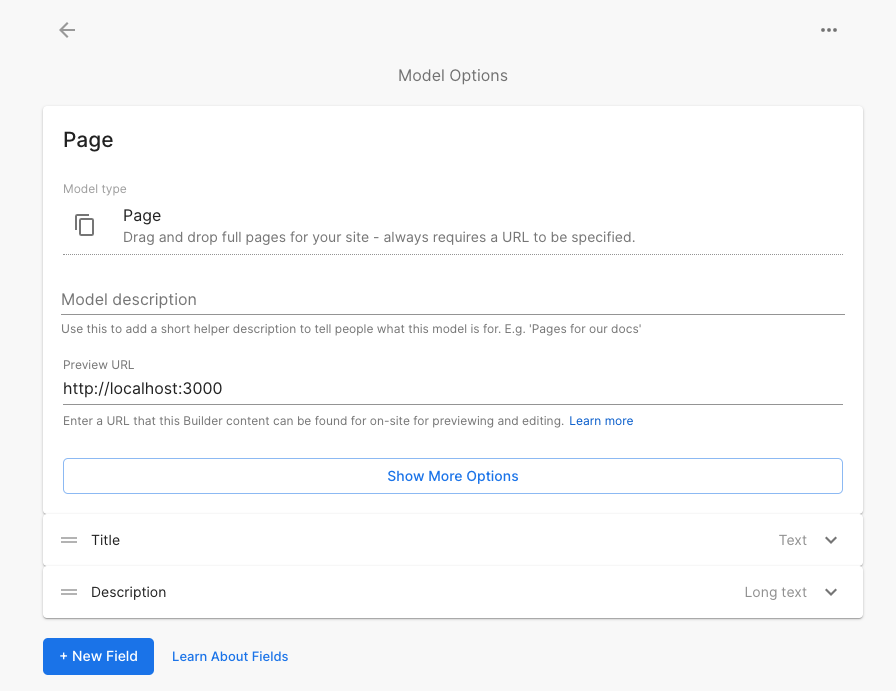 Model Options
Page
Model type
Page
Drag and drop full pages for your site - always requires a URL to be specified.
Model description
Use this to add a short helper description to tell people what this model is for. E.g. 'Pages for our docs'
Preview URL
http://localhost:3000
Enter a URL that this Builder content can be found for on-site for previewing and editing. Learn more
Show More Options
Title Text
Description Long text
+ New Field Learn About Fields